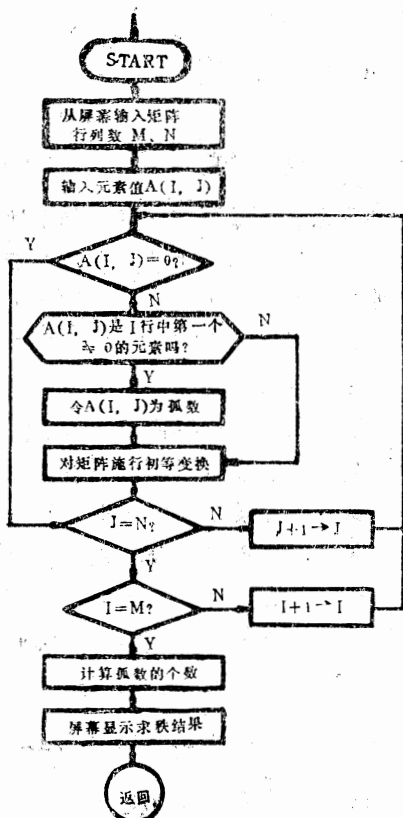 START
从屏幕输入矩阵
行列数 M、N
输入元素值A(I, J)
Y
A(I, J)=0?
N
A(I, J)是I行中第一个
≠0的元素吗?
N
Y
令A(I, J)为孤数
对矩阵施行初等变换
J=N?
N
J+1→J
Y
I=M?
N
I+1→I
Y
计算孤数的个数
屏幕显示求秩结果
返回